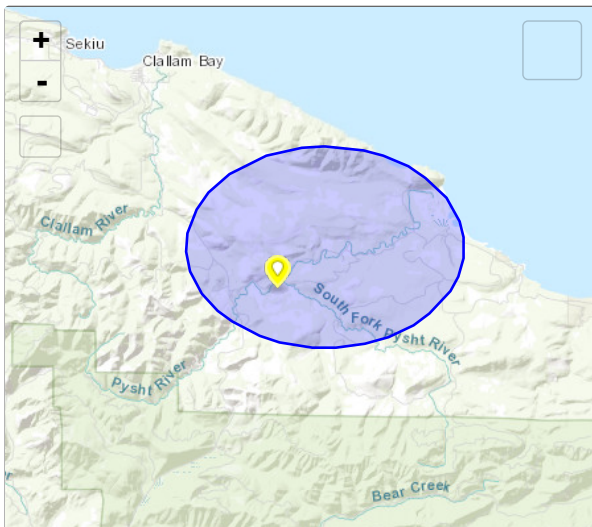 +
Sekiu
Clallam Bay
-
Clallam River
South Fork Pysht River
Pysht River
Bear Creek